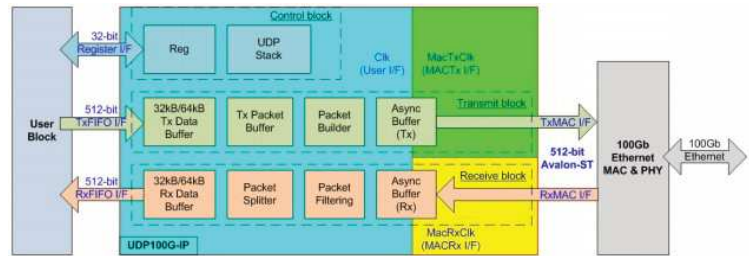 Control block
32-bit
Register I/F
Reg
UDP
Stack
Clk
(User I/F)
MacTxClk
(MACTx I/F)
User
Block
512-bit
TxFIFO I/F
32kB/64kB
Tx Data
Buffer
Tx Packet
Buffer
Packet
Builder
Async
Buffer
(Tx)
Transmit block
TxMAC I/F
512-bit
Avalon-ST
100Gb
Ethernet
MAC & PHY
100Gb
Ethernet
512-bit
RxFIFO I/F
32kB/64kB
Rx Data
Buffer
Packet
Splitter
Packet
Filtering
Async
Buffer
(Rx)
Receive block
RxMAC I/F
MacRxClk
(MACRx I/F)
UDP100G-IP